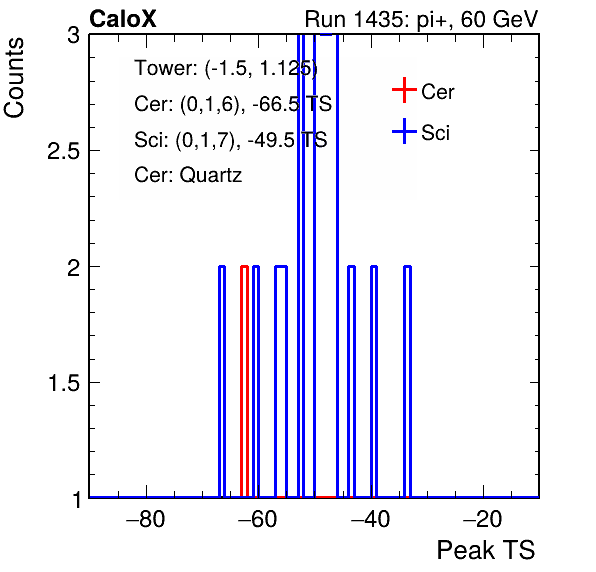 CaloX Run 1435: pi+, 60 GeV
Counts
3
2.5
2
1.5
1
Tower: (-1.5, 1.125)
Cer: (0,1,6), -66.5 TS
Sci: (0,1,7), -49.5 TS
Cer: Quartz
Cer
Sci
−80 −60 −40 −20
Peak TS